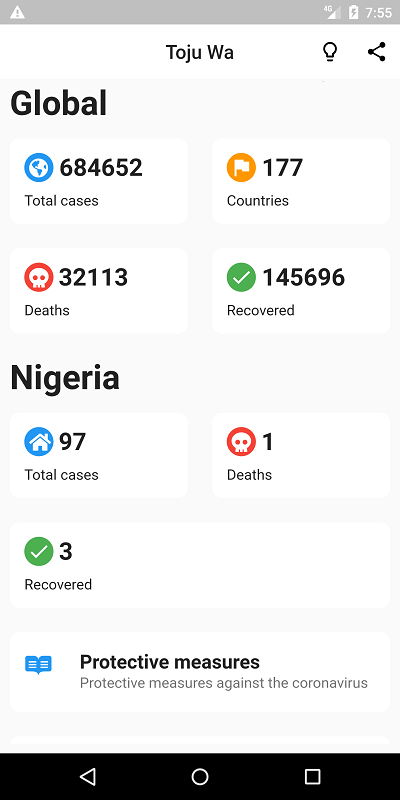 4G 7:55
Toju Wa
Global
684652 177
Total cases Countries
32113 145696
Deaths Recovered
Nigeria
97 1
Total cases Deaths
3
Recovered
Protective measures
Protective measures against the coronavirus